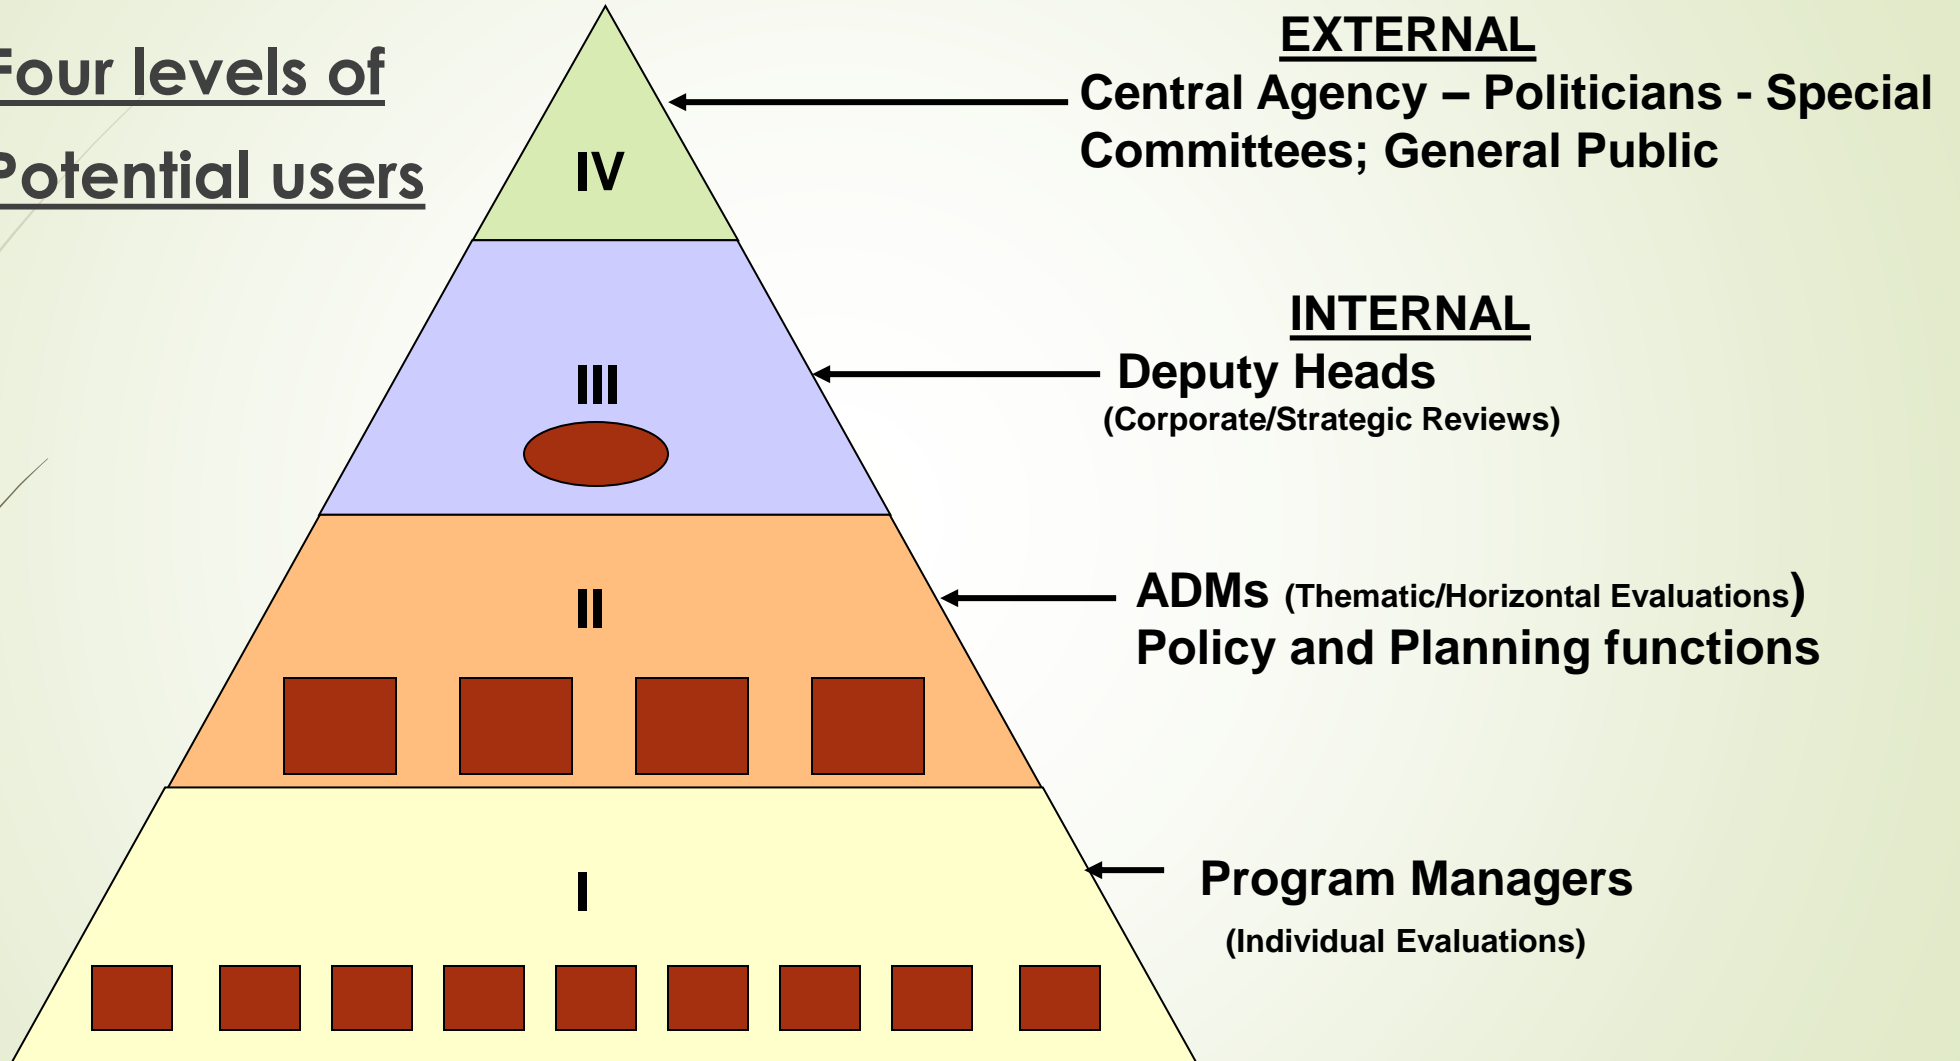 Four levels of
Potential users
EXTERNAL
Central Agency – Politicians - Special
Committees; General Public
IV
INTERNAL
Deputy Heads
(Corporate/Strategic Reviews)
III
ADMs (Thematic/Horizontal Evaluations)
Policy and Planning functions
II
Program Managers
(Individual Evaluations)
I